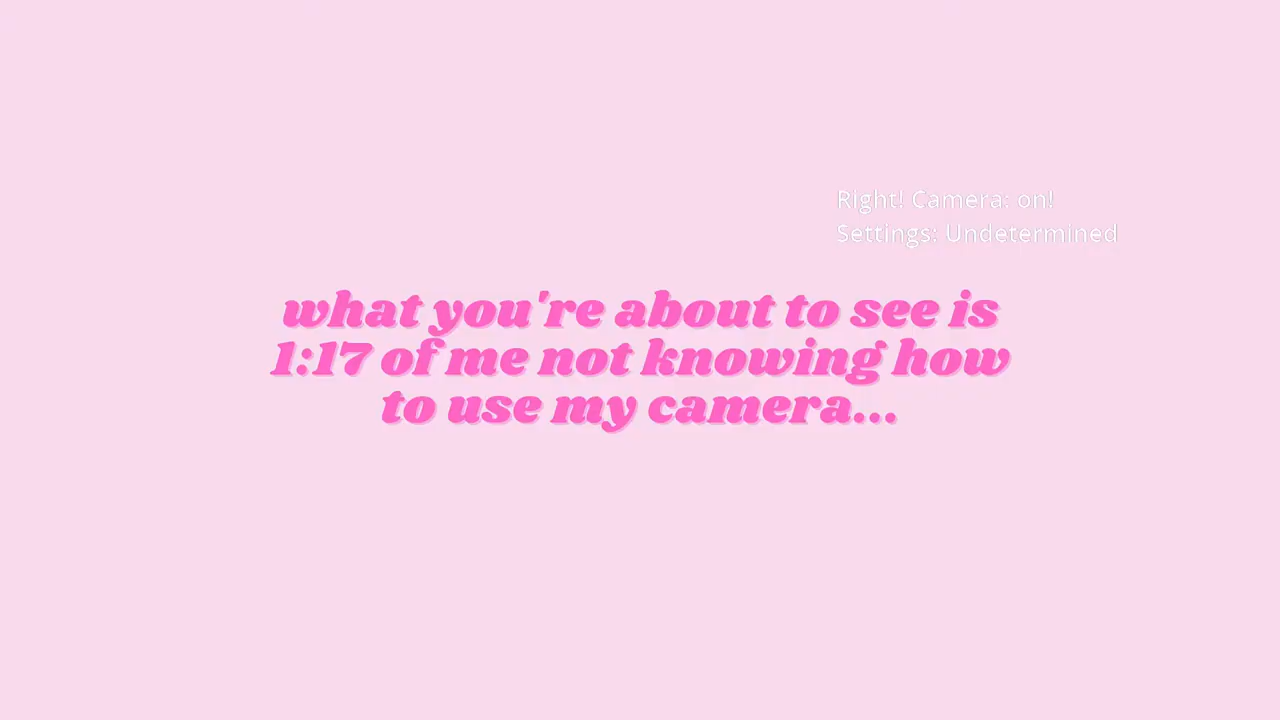 Right! Camera: on!
Settings: Undetermined
what you're about to see is
1:17 of me not knowing how
to use my camera...